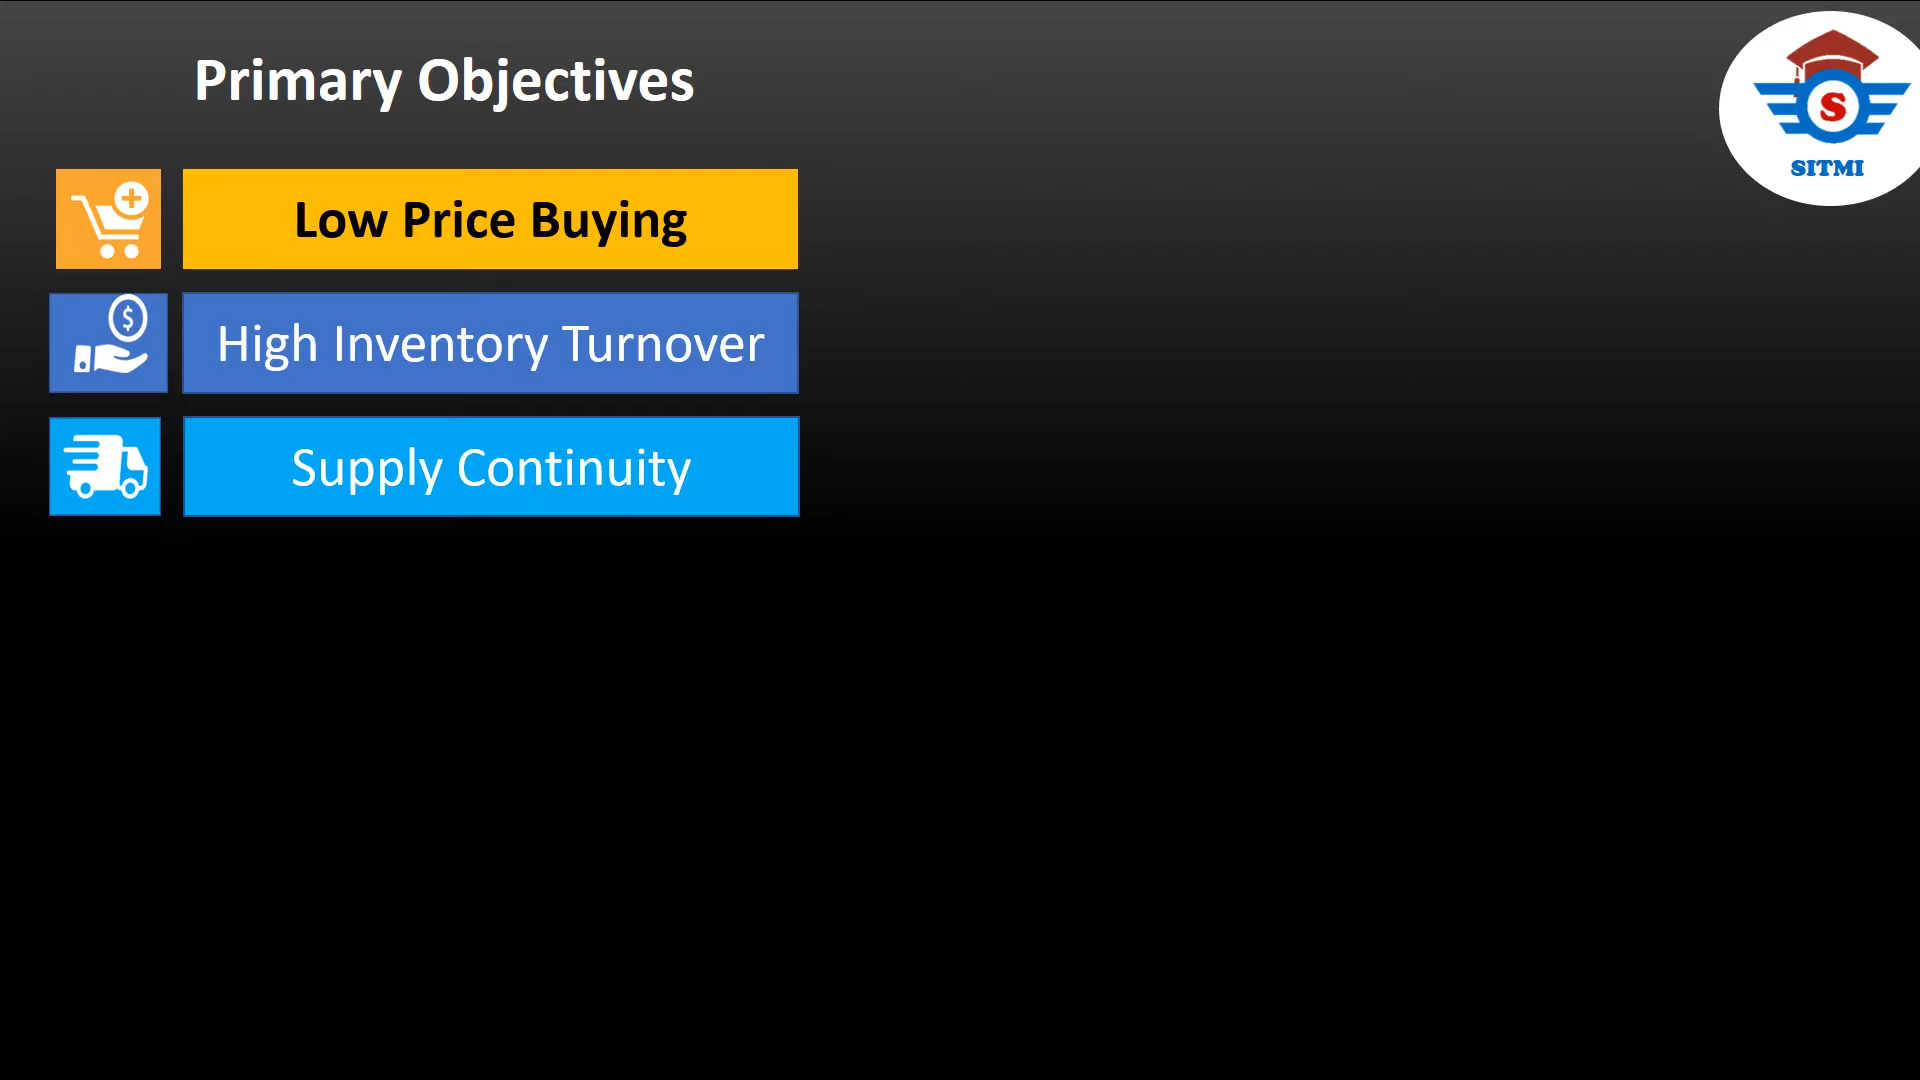 Primary Objectives
S
SITMI
Low Price Buying
$
High Inventory Turnover
Supply Continuity